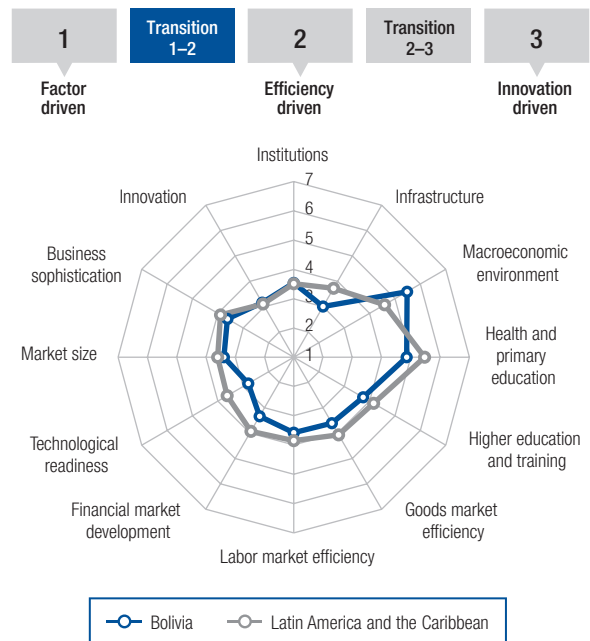 1
Transition
1–2
2
Transition
2–3
3
Factor
driven
Efficiency
driven
Innovation
driven
Institutions
7
Innovation
6
Infrastructure
5
Business
sophistication
4
Macroeconomic
environment
3
2
Market size
1
Health and
primary
education
Technological
readiness
Higher education
and training
Financial market
development
Goods market
efficiency
Labor market efficiency
Bolivia
Latin America and the Caribbean